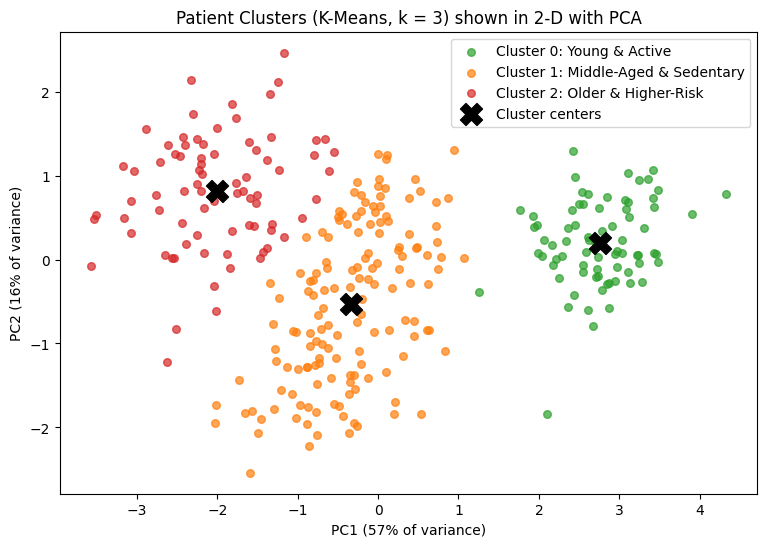 Patient Clusters (K-Means, k = 3) shown in 2-D with PCA
Cluster 0: Young & Active
Cluster 1: Middle-Aged & Sedentary
Cluster 2: Older & Higher-Risk
Cluster centers
PC2 (16% of variance)
2
1
0
−1
−2
−3
−2
−1
0
1
2
3
4
PC1 (57% of variance)